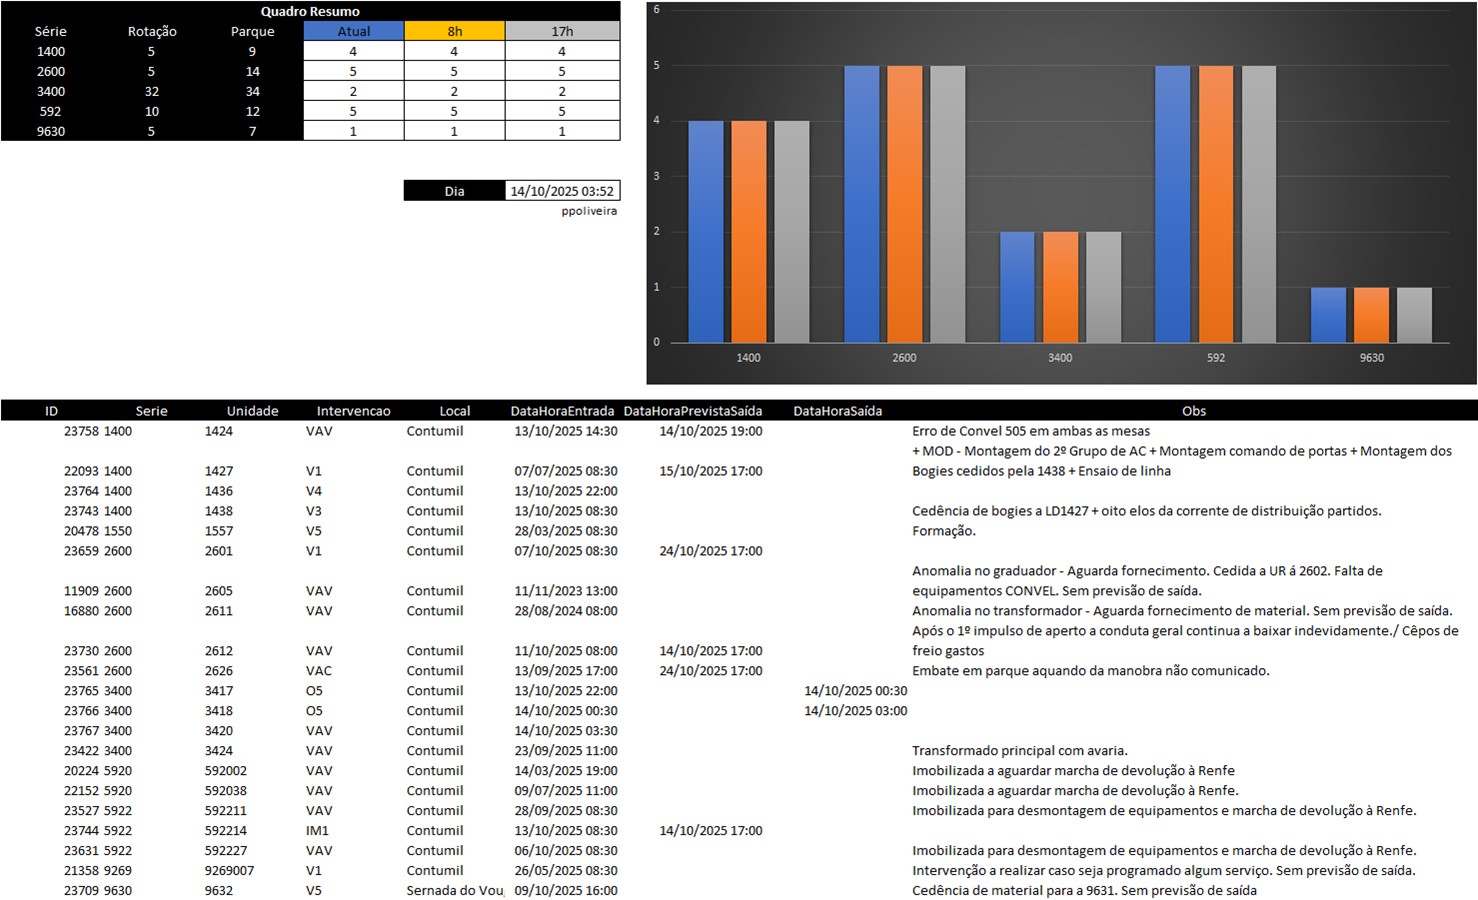 Quadro Resumo
Série Rotação Parque Atual 8h 17h
1400 5 9 4 4 4
2600 5 14 5 5 5
3400 32 34 2 2 2
592 10 12 5 5 5
9630 5 7 1 1 1
Dia 14/10/2025 03:52
ppoliveira
6
5
4
3
2
1
0
1400 2600 3400 592 9630
ID Serie Unidade Intervencao Local DataHoraEntrada DataHoraPrevistaSaída DataHoraSaída Obs
23758 1400 1424 VAV Contumil 13/10/2025 14:30 14/10/2025 19:00 Erro de Convel 505 em ambas as mesas
+ MOD - Montagem do 2º Grupo de AC + Montagem comando de portas + Montagem dos
22093 1400 1427 V1 Contumil 07/07/2025 08:30 15/10/2025 17:00 Bogies cedidos pela 1438 + Ensaio de linha
23764 1400 1436 V4 Contumil 13/10/2025 22:00
23743 1400 1438 V3 Contumil 13/10/2025 08:30 Cedência de bogies a LD1427 + oito elos da corrente de distribuição partidos.
20478 1550 1557 V5 Contumil 28/03/2025 08:30 Formação.
23659 2600 2601 V1 Contumil 07/10/2025 08:30 24/10/2025 17:00
Anomalia no graduador - Aguarda fornecimento. Cedida a UR á 2602. Falta de
11909 2600 2605 VAV Contumil 11/11/2023 13:00 equipamentos CONVEL. Sem previsão de saída.
16880 2600 2611 VAV Contumil 28/08/2024 08:00 Anomalia no transformador - Aguarda fornecimento de material. Sem previsão de saída.
Após o 1º impulso de aperto a conduta geral continua a baixar indevidamente./ Cêpos de
23730 2600 2612 VAV Contumil 11/10/2025 08:00 14/10/2025 17:00 freio gastos
23561 2600 2626 VAC Contumil 13/09/2025 17:00 24/10/2025 17:00 Embate em parque aquando da manobra não comunicado.
23765 3400 3417 O5 Contumil 13/10/2025 22:00 14/10/2025 00:30
23766 3400 3418 O5 Contumil 14/10/2025 00:30 14/10/2025 03:00
23767 3400 3420 VAV Contumil 14/10/2025 03:30
23422 3400 3424 VAV Contumil 23/09/2025 11:00 Transformado principal com avaria.
20224 5920 592002 VAV Contumil 14/03/2025 19:00 Imobilizada a aguardar marcha de devolução à Renfe
22152 5920 592038 VAV Contumil 09/07/2025 11:00 Imobilizada a aguardar marcha de devolução à Renfe.
23527 5922 592211 VAV Contumil 28/09/2025 08:30 Imobilizada para desmontagem de equipamentos e marcha de devolução à Renfe.
23744 5922 592214 IM1 Contumil 13/10/2025 08:30 14/10/2025 17:00
23631 5922 592227 VAV Contumil 06/10/2025 08:30 Imobilizada para desmontagem de equipamentos e marcha de devolução à Renfe.
21358 9269 9269007 V1 Contumil 26/05/2025 08:30 Intervenção a realizar caso seja programado algum serviço. Sem previsão de saída.
23709 9630 9632 V5 Sernada do Vou 09/10/2025 16:00 Cedência de material para a 9631. Sem previsão de saída